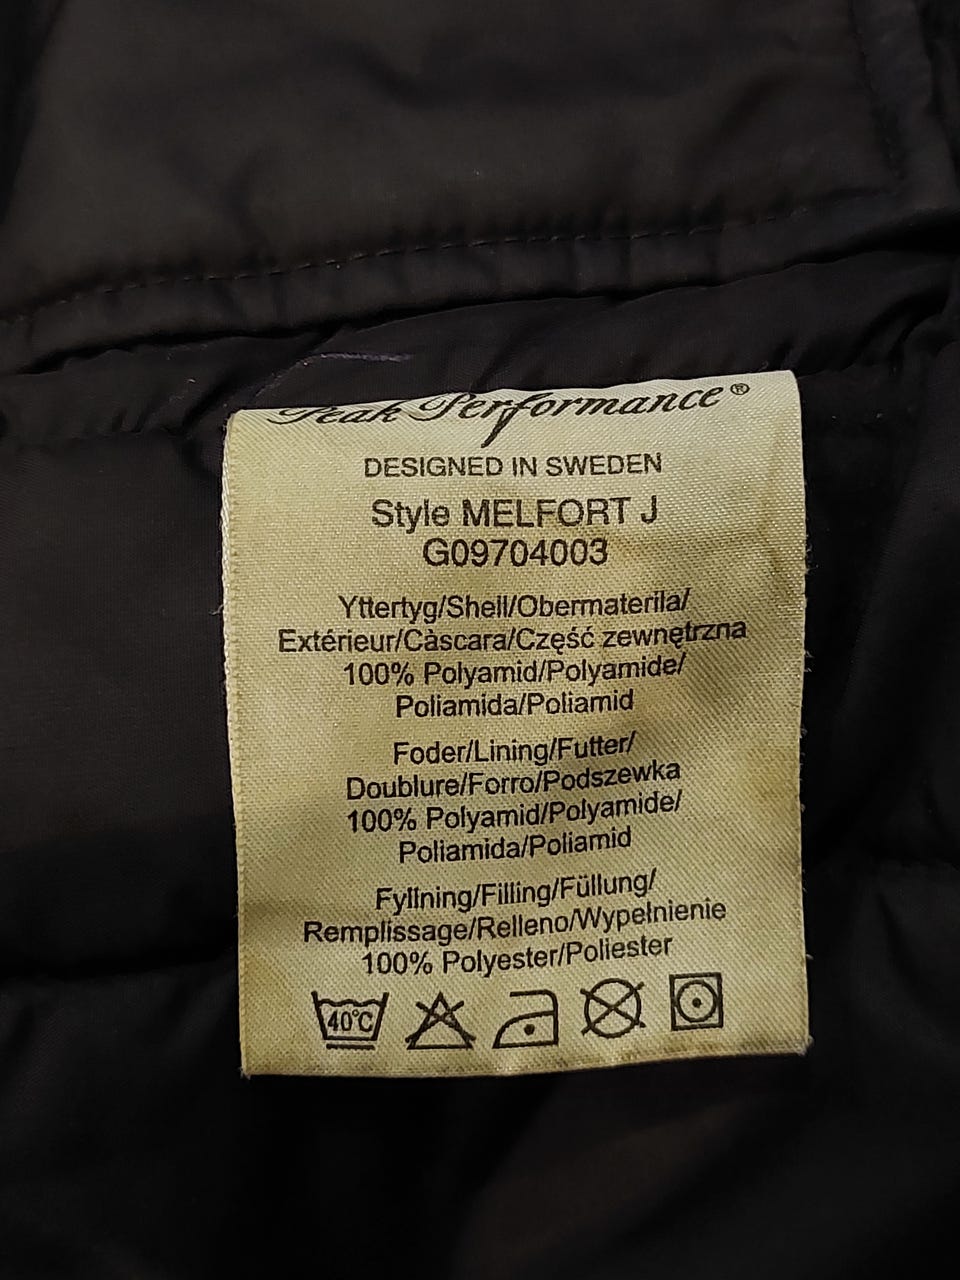 Peak Performance®
DESIGNED IN SWEDEN
Style MELFORT J
G09704003
Yttertyg/Shell/Obermaterila/
Extérieur/Càscara/Część zewnętrzna
100% Polyamid/Polyamide/
Poliamida/Poliamid
Foder/Lining/Futter/
Doublure/Forro/Podszewka
100% Polyamid/Polyamide/
Poliamida/Poliamid
Fyllning/Filling/Füllung/
Remplissage/Relleno/Wypełnienie
100% Polyester/Poliester
40°C